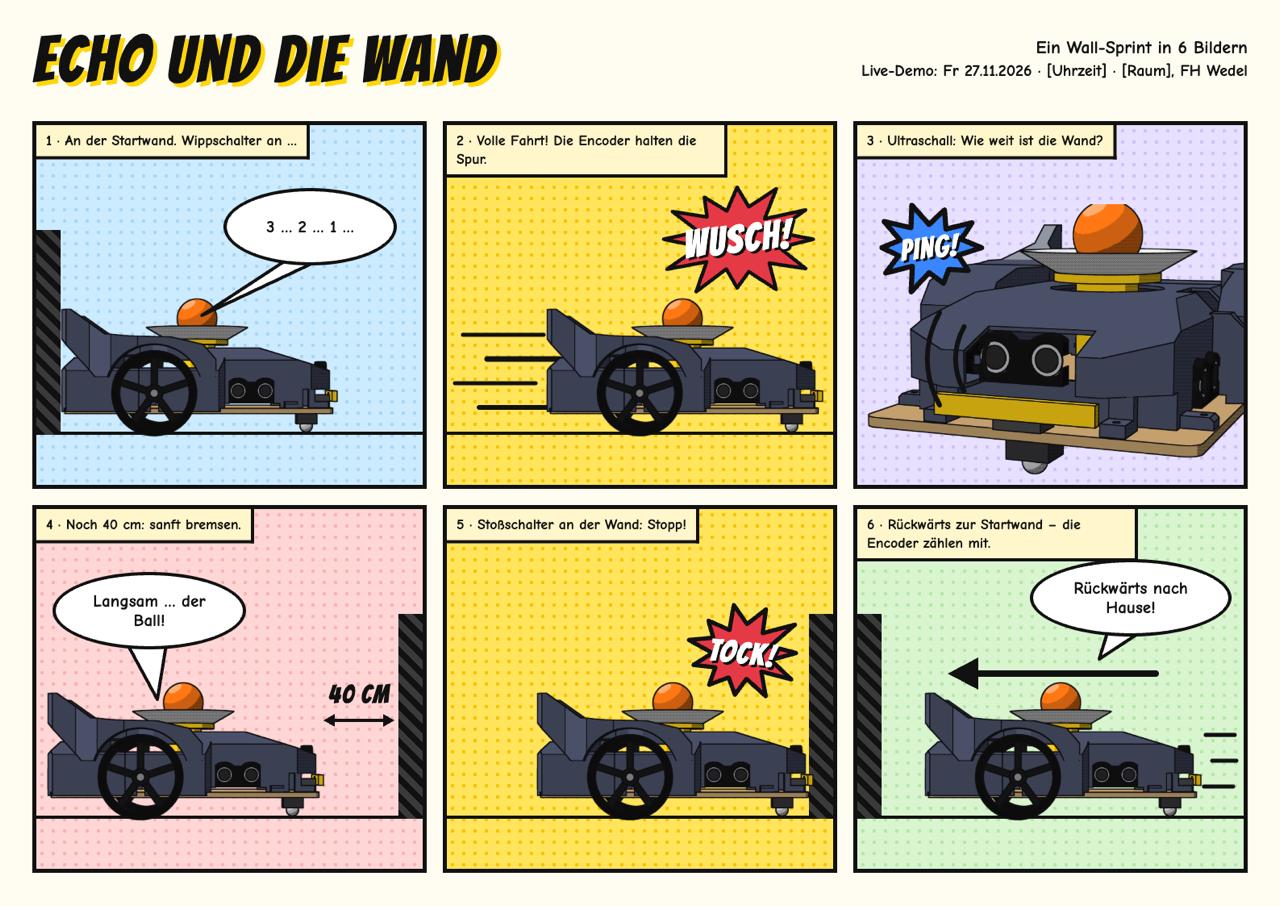 ECHO UND DIE WAND
Ein Wall-Sprint in 6 Bildern
Live-Demo: Fr 27.11.2026 · [Uhrzeit] · [Raum], FH Wedel
1 · An der Startwand. Wippschalter an ...
3 ... 2 ... 1 ...
2 · Volle Fahrt! Die Encoder halten die
Spur.
WUSCH!
3 · Ultraschall: Wie weit ist die Wand?
PING!
4 · Noch 40 cm: sanft bremsen.
Langsam ... der
Ball!
40 CM
5 · Stoßschalter an der Wand: Stopp!
TOCK!
6 · Rückwärts zur Startwand – die
Encoder zählen mit.
Rückwärts nach
Hause!